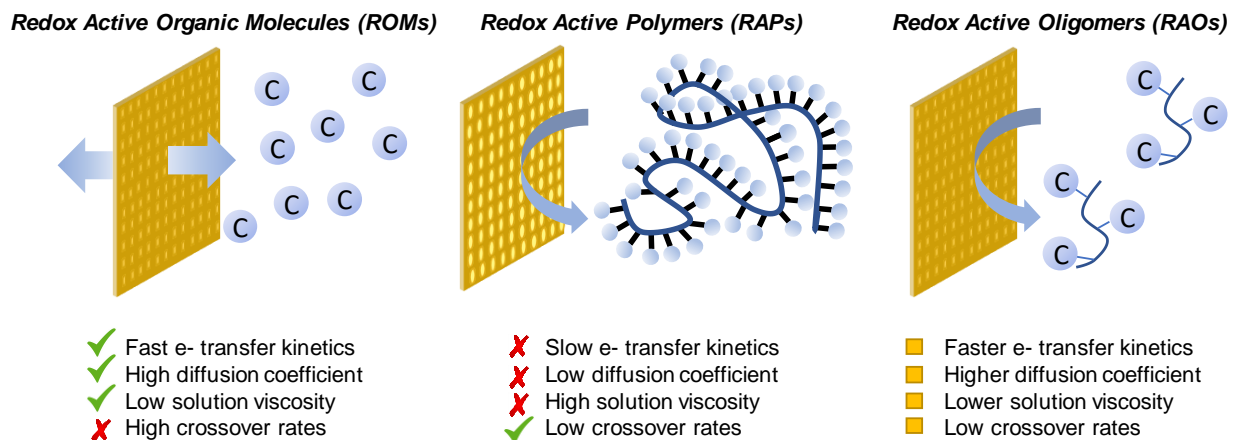 Redox Active Organic Molecules (ROMs)
C
C
C
C
C
C
C
C
Fast e- transfer kinetics
High diffusion coefficient
Low solution viscosity
High crossover rates
Redox Active Polymers (RAPs)
Slow e- transfer kinetics
Low diffusion coefficient
High solution viscosity
Low crossover rates
Redox Active Oligomers (RAOs)
C
C
C
C
C
C
Faster e- transfer kinetics
Higher diffusion coefficient
Lower solution viscosity
Low crossover rates